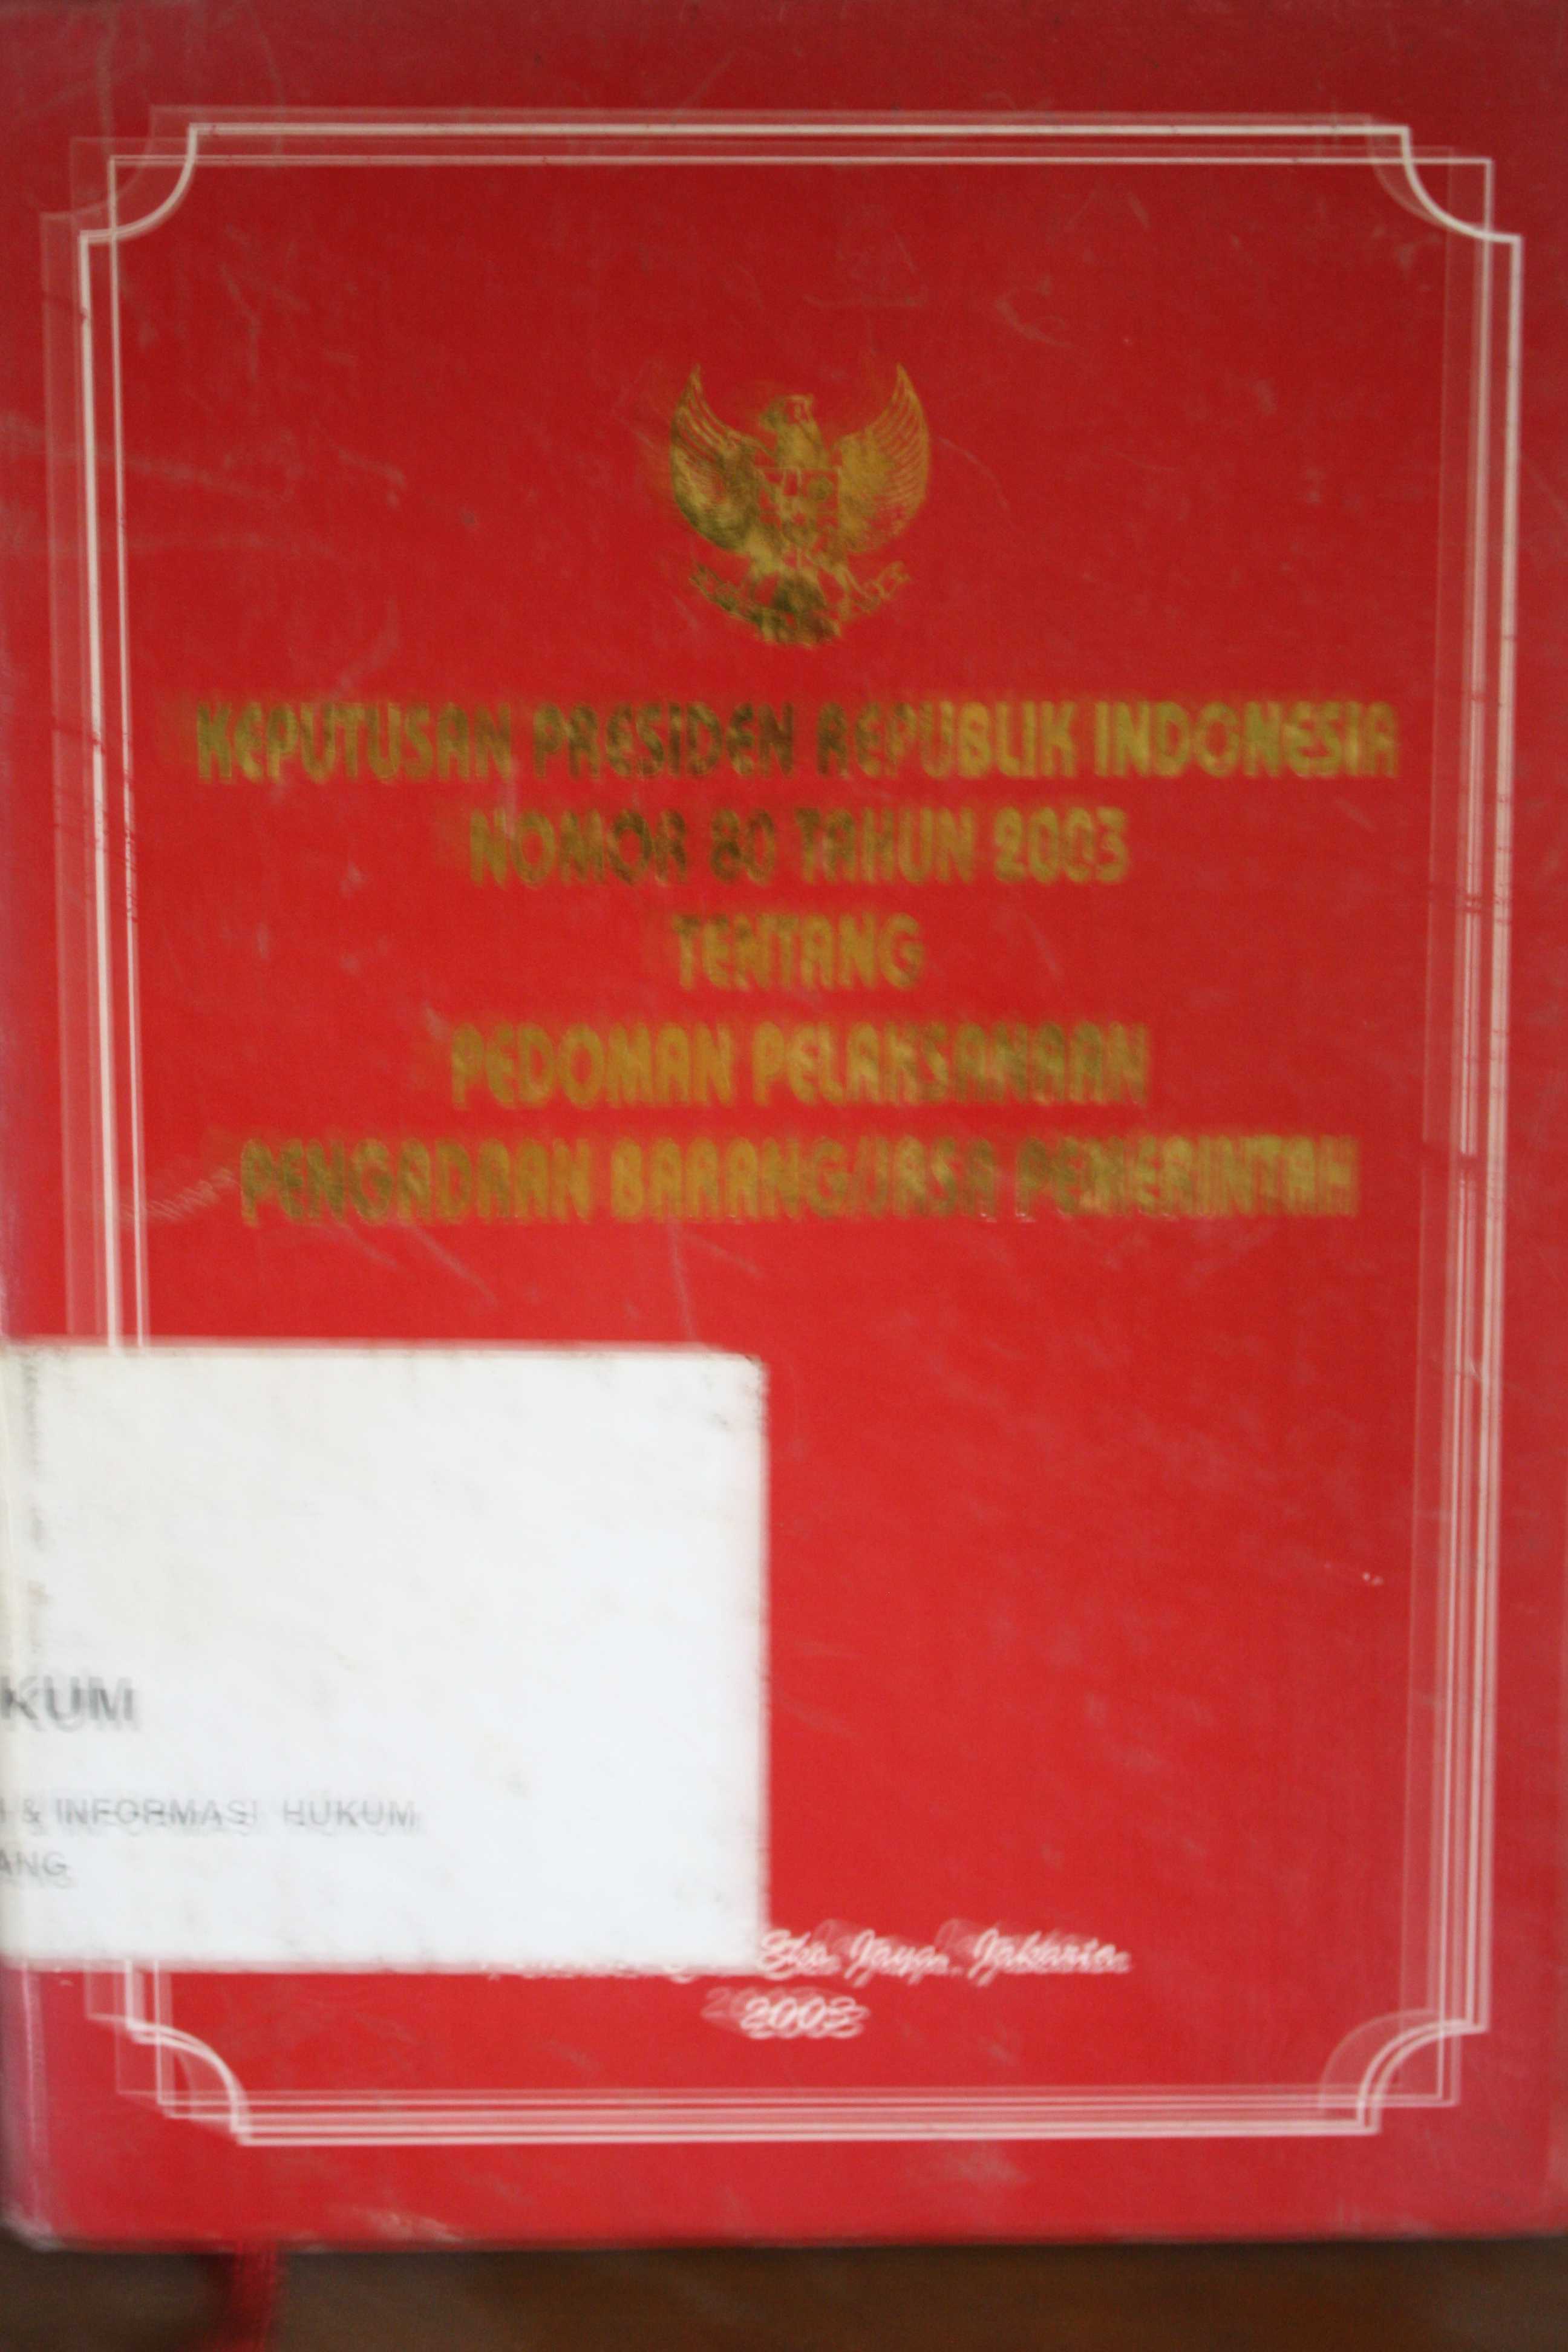 KEPUTUSAN PRESIDEN REPUBLIK INDONESIA
NOMOR 80 TAHUN 2003
TENTANG
PEDOMAN PELAKSANAAN
PENGADAAN BARANG/JASA PEMERINTAH
KUM
& INFORMASI HUKUM
ANG
Eko Jaya, Jakarta
2003